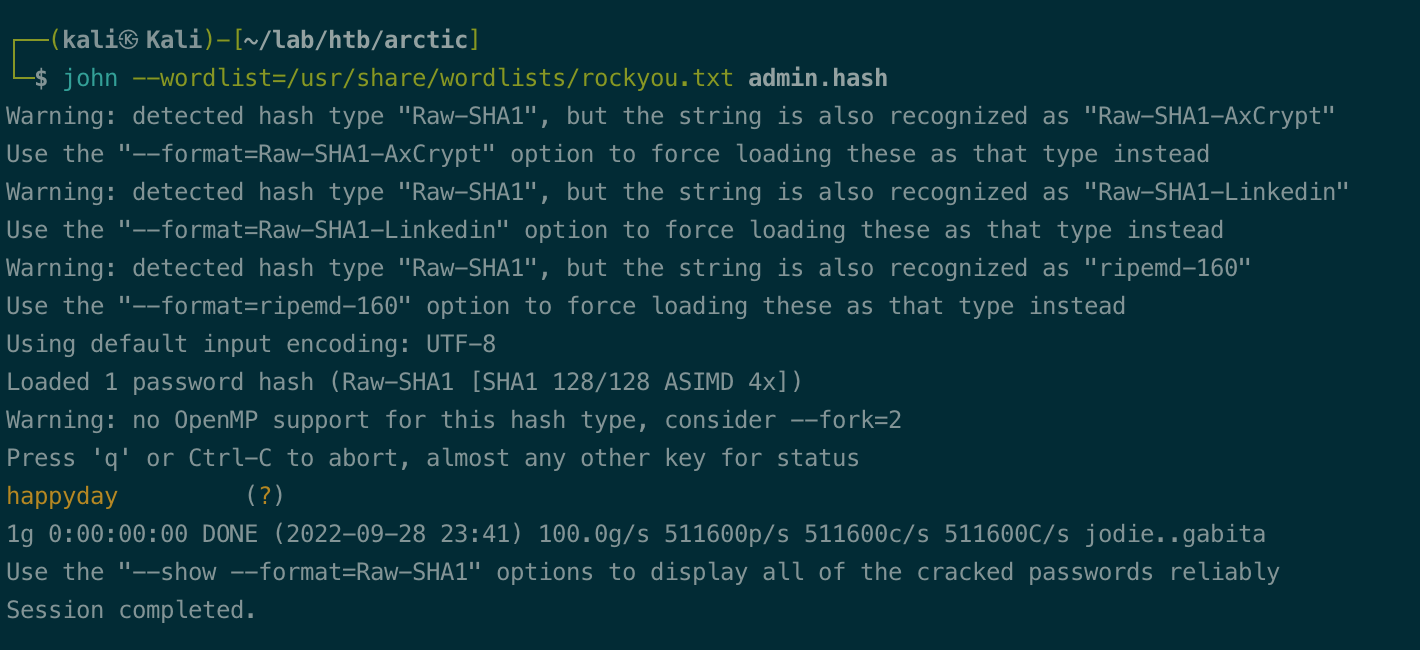 ┌──(kali㉿Kali)-[~/lab/htb/arctic]
└─$ john --wordlist=/usr/share/wordlists/rockyou.txt admin.hash
Warning: detected hash type "Raw-SHA1", but the string is also recognized as "Raw-SHA1-AxCrypt"
Use the "--format=Raw-SHA1-AxCrypt" option to force loading these as that type instead
Warning: detected hash type "Raw-SHA1", but the string is also recognized as "Raw-SHA1-Linkedin"
Use the "--format=Raw-SHA1-Linkedin" option to force loading these as that type instead
Warning: detected hash type "Raw-SHA1", but the string is also recognized as "ripemd-160"
Use the "--format=ripemd-160" option to force loading these as that type instead
Using default input encoding: UTF-8
Loaded 1 password hash (Raw-SHA1 [SHA1 128/128 ASIMD 4x])
Warning: no OpenMP support for this hash type, consider --fork=2
Press 'q' or Ctrl-C to abort, almost any other key for status
happyday         (?)
1g 0:00:00:00 DONE (2022-09-28 23:41) 100.0g/s 511600p/s 511600c/s 511600C/s jodie..gabita
Use the "--show --format=Raw-SHA1" options to display all of the cracked passwords reliably
Session completed.